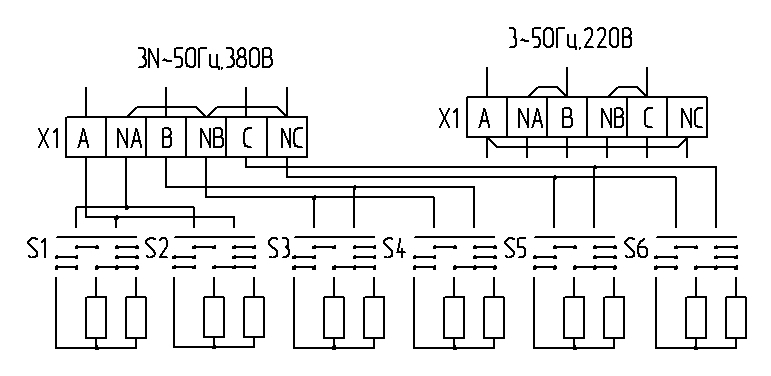 3N~50Гц,380В
3~50Гц,220В
X1 A NA B NB C NC
X1 A NA B NB C NC
S1 S2 S3 S4 S5 S6